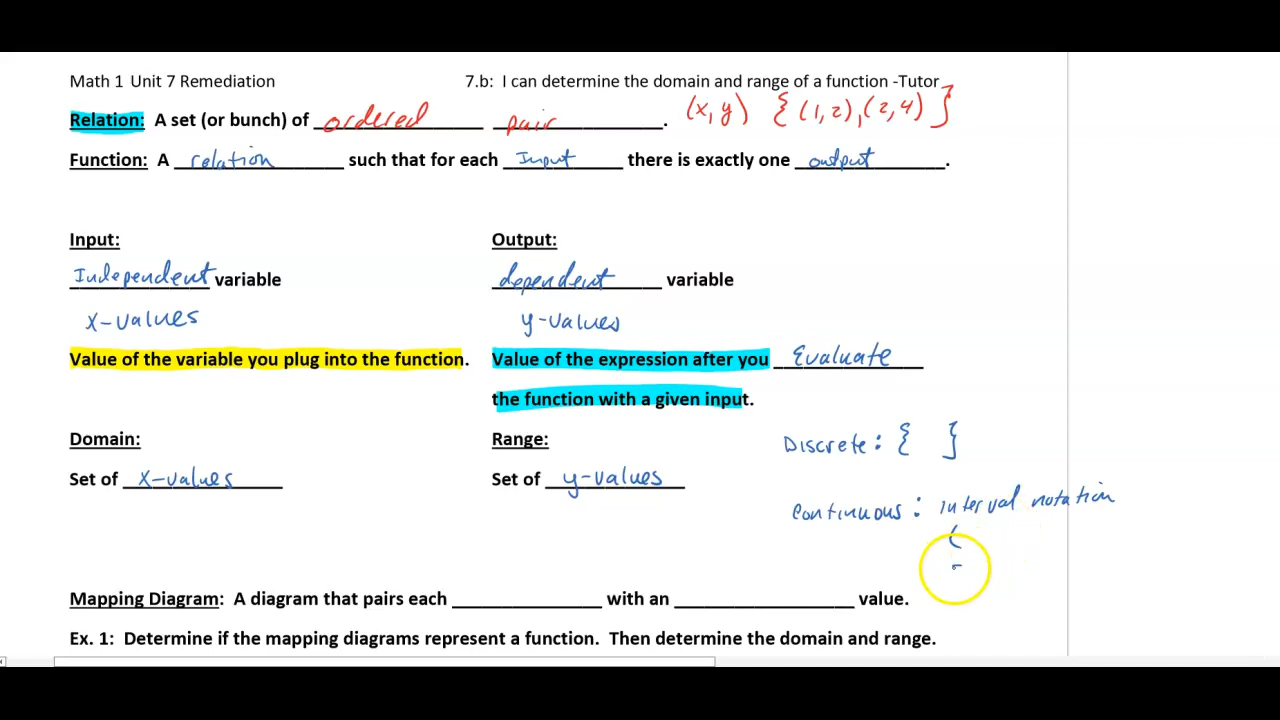 Math 1 Unit 7 Remediation 7.b: I can determine the domain and range of a function -Tutor
Relation: A set (or bunch) of ordered pair. (x, y) { (1, 2), (2, 4) }
Function: A relation such that for each Input there is exactly one output.
Input: Output:
Independent variable dependent variable
x-values y-values
Value of the variable you plug into the function. Value of the expression after you Evaluate
the function with a given input.
Domain: Range: Discrete: { }
Set of x-values Set of y-values
Continuous: interval notation
(
Mapping Diagram: A diagram that pairs each ____________ with an ____________ value.
Ex. 1: Determine if the mapping diagrams represent a function. Then determine the domain and range.